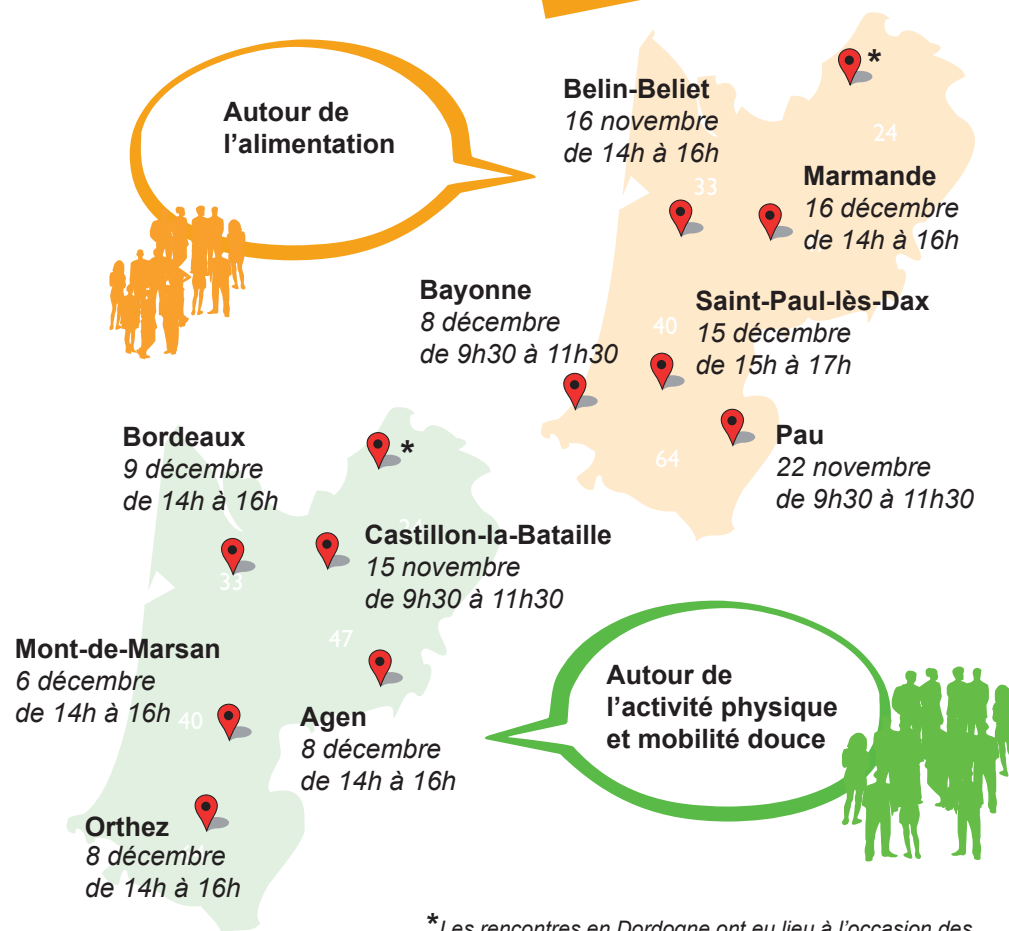 Autour de
l'alimentation
*
Belin-Beliet
16 novembre
de 14h à 16h
24
33
Marmande
16 décembre
de 14h à 16h
Bayonne
8 décembre
de 9h30 à 11h30
Saint-Paul-lès-Dax
15 décembre
de 15h à 17h
40
Pau
22 novembre
de 9h30 à 11h30
64
Bordeaux
9 décembre
de 14h à 16h
*
Castillon-la-Bataille
15 novembre
de 9h30 à 11h30
33
47
Mont-de-Marsan
6 décembre
de 14h à 16h
40
Agen
8 décembre
de 14h à 16h
Orthez
8 décembre
de 14h à 16h
Autour de
l'activité physique
et mobilité douce
*Les rencontres en Dordogne ont eu lieu à l'occasion des